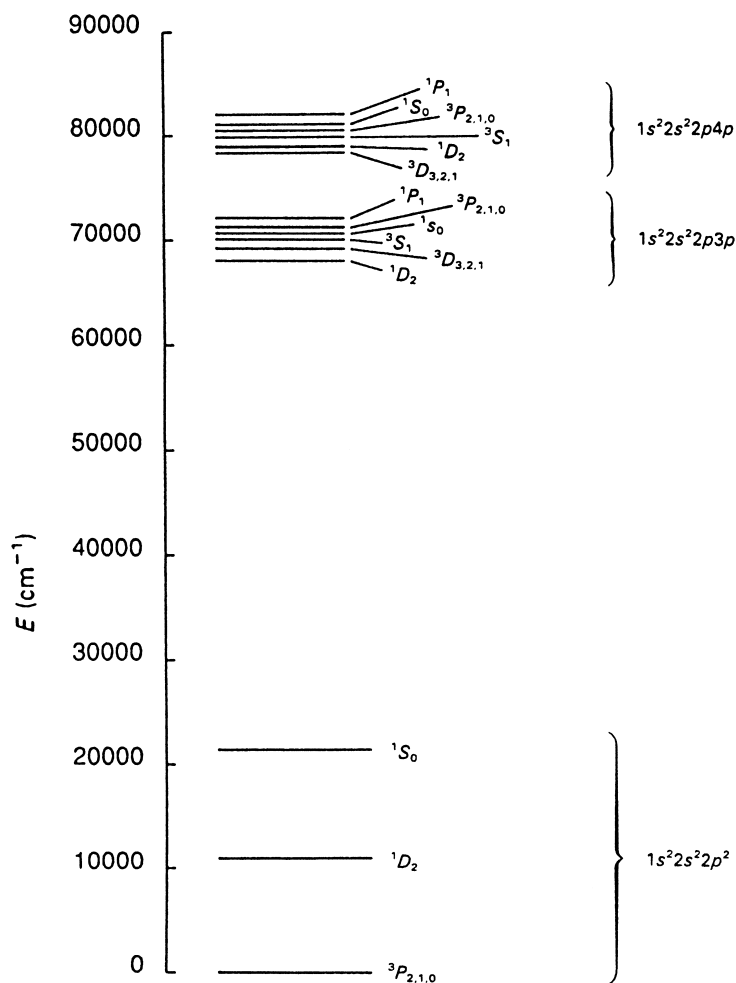 90000
¹P₁
¹S₀
³P₂,₁,₀
80000
1s²2s²2p4p
³S₁
¹D₂
³D₃,₂,₁
¹P₁
³P₂,₁,₀
70000
¹s₀
1s²2s²2p3p
³S₁
³D₃,₂,₁
¹D₂
60000
50000
40000
E (cm⁻¹)
30000
20000
¹S₀
10000
¹D₂
1s²2s²2p²
0
³P₂,₁,₀